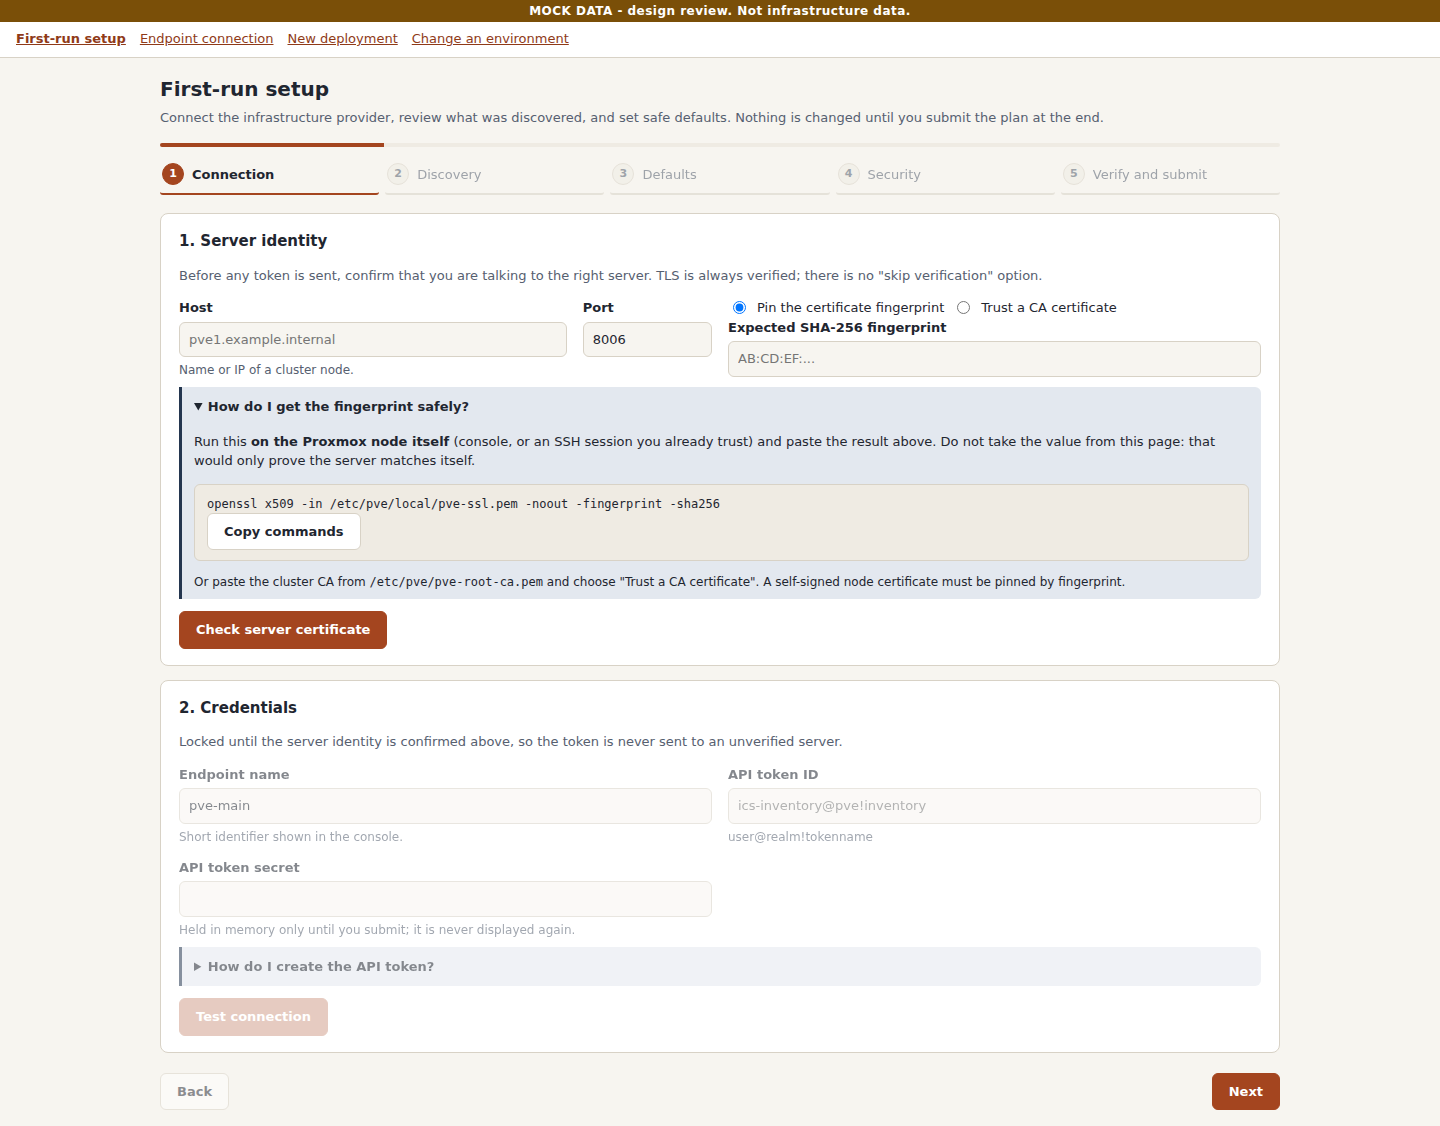 MOCK DATA - design review. Not infrastructure data.
First-run setup Endpoint connection New deployment Change an environment
First-run setup
Connect the infrastructure provider, review what was discovered, and set safe defaults. Nothing is changed until you submit the plan at the end.
1 Connection 2 Discovery 3 Defaults 4 Security 5 Verify and submit
1. Server identity
Before any token is sent, confirm that you are talking to the right server. TLS is always verified; there is no "skip verification" option.
Host
pve1.example.internal
Name or IP of a cluster node.
Port
8006
Pin the certificate fingerprint Trust a CA certificate
Expected SHA-256 fingerprint
AB:CD:EF:...
▼ How do I get the fingerprint safely?
Run this on the Proxmox node itself (console, or an SSH session you already trust) and paste the result above. Do not take the value from this page: that
would only prove the server matches itself.
openssl x509 -in /etc/pve/local/pve-ssl.pem -noout -fingerprint -sha256
Copy commands
Or paste the cluster CA from /etc/pve/pve-root-ca.pem and choose "Trust a CA certificate". A self-signed node certificate must be pinned by fingerprint.
Check server certificate
2. Credentials
Locked until the server identity is confirmed above, so the token is never sent to an unverified server.
Endpoint name
pve-main
Short identifier shown in the console.
API token ID
ics-inventory@pve!inventory
user@realm!tokenname
API token secret
Held in memory only until you submit; it is never displayed again.
▶ How do I create the API token?
Test connection
Back Next